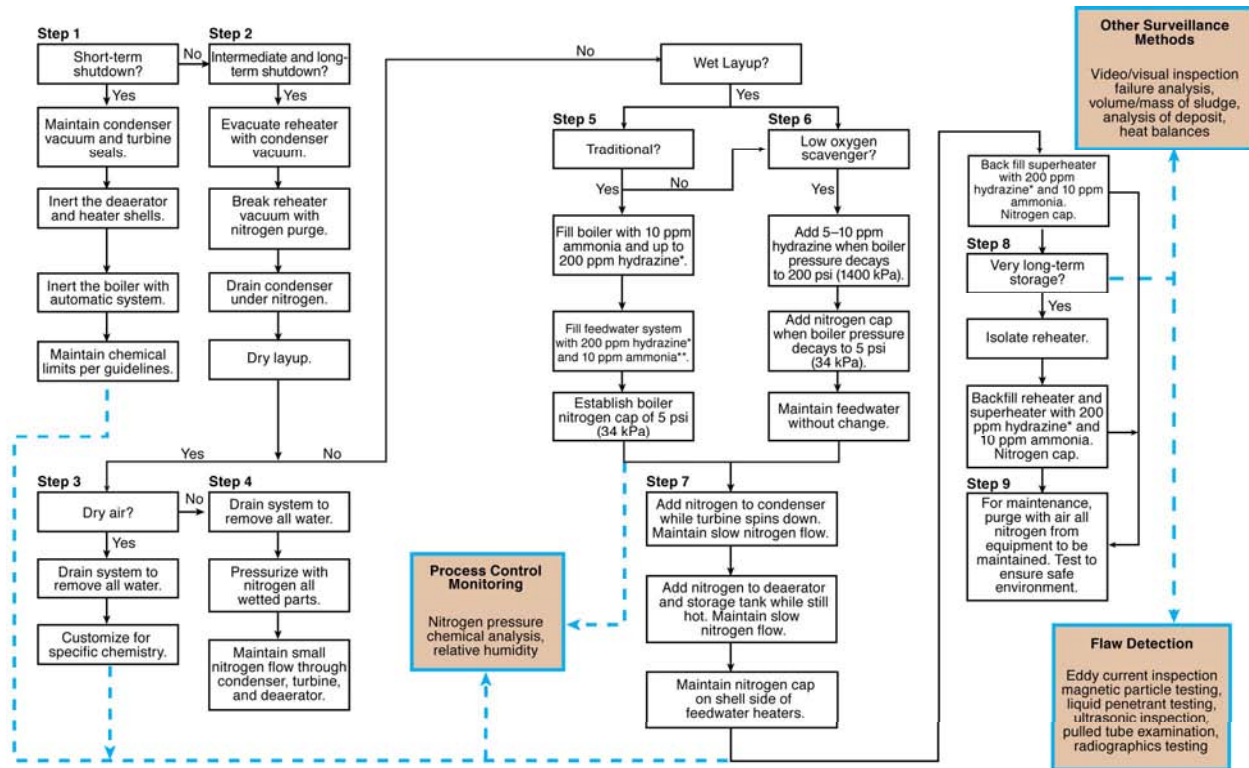 Step 1
Short-term
shutdown?
No
Yes
Maintain condenser
vacuum and turbine
seals.
Inert the deaerator
and heater shells.
Inert the boiler with
automatic system.
Maintain chemical
limits per guidelines.
Step 2
Intermediate and long-
term shutdown?
Yes
Evacuate reheater
with condenser
vacuum.
Break reheater
vacuum with
nitrogen purge.
Drain condenser
under nitrogen.
Dry layup.
Yes
No
Step 3
Dry air?
No
Yes
Drain system to
remove all water.
Customize for
specific chemistry.
Step 4
Drain system to
remove all water.
Pressurize with
nitrogen all
wetted parts.
Maintain small
nitrogen flow through
condenser, turbine,
and deaerator.
No
Wet Layup?
Yes
Step 5
Traditional?
Yes
No
Fill boiler with 10 ppm
ammonia and up to
200 ppm hydrazine*.
Fill feedwater system
with 200 ppm hydrazine*
and 10 ppm ammonia**.
Establish boiler
nitrogen cap of 5 psi
(34 kPa)
Step 6
Low oxygen
scavenger?
Yes
Add 5–10 ppm
hydrazine when boiler
pressure decays
to 200 psi (1400 kPa).
Add nitrogen cap
when boiler pressure
decays to 5 psi
(34 kPa).
Maintain feedwater
without change.
Step 7
Add nitrogen to condenser
while turbine spins down.
Maintain slow nitrogen flow.
Add nitrogen to deaerator
and storage tank while still
hot. Maintain slow
nitrogen flow.
Maintain nitrogen cap
on shell side of
feedwater heaters.
Process Control
Monitoring
Nitrogen pressure
chemical analysis,
relative humidity
Back fill superheater
with 200 ppm
hydrazine* and 10 ppm
ammonia.
Nitrogen cap.
Step 8
Very long-term
storage?
Yes
Isolate reheater.
Backfill reheater and
superheater with 200
ppm hydrazine* and
10 ppm ammonia.
Nitrogen cap.
Step 9
For maintenance,
purge with air all
nitrogen from
equipment to be
maintained. Test to
ensure safe
environment.
Other Surveillance
Methods
Video/visual inspection
failure analysis,
volume/mass of sludge,
analysis of deposit,
heat balances
Flaw Detection
Eddy current inspection
magnetic particle testing,
liquid penetrant testing,
ultrasonic inspection,
pulled tube examination,
radiographics testing